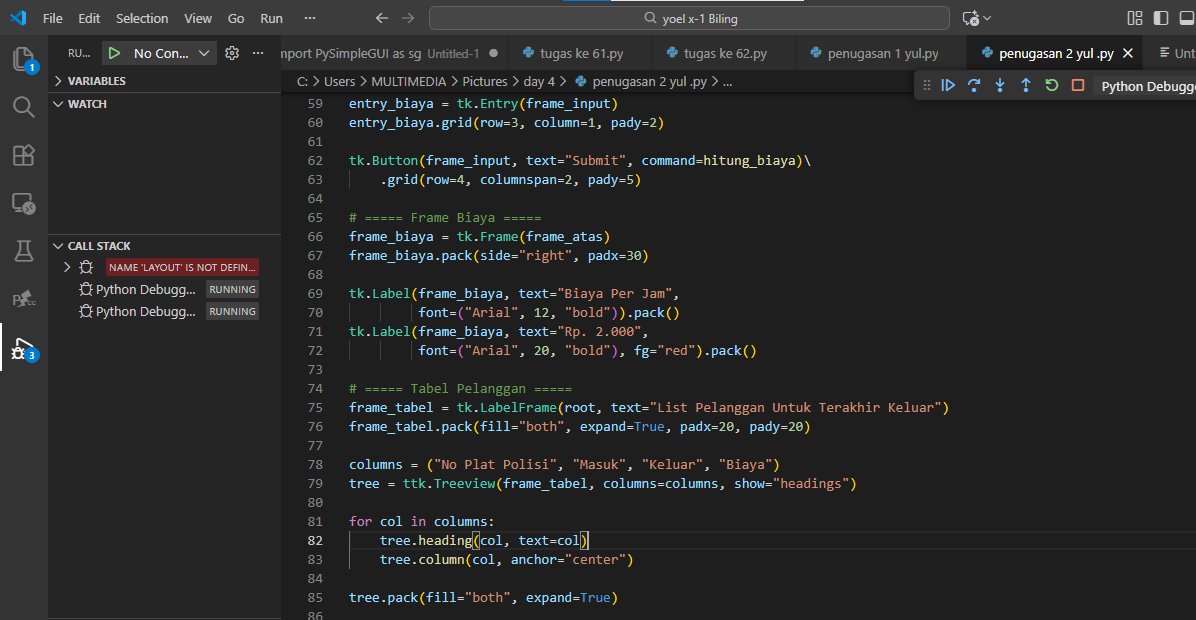 File Edit Selection View Go Run ··· yoel x-1 Biling
RU... No Con... ··· mport PySimpleGUI as sg Untitled-1 tugas ke 61.py tugas ke 62.py penugasan 1 yul .py penugasan 2 yul .py Unt
C: > Users > MULTIMEDIA > Pictures > day 4 > penugasan 2 yul .py > ...
Python Debugge
VARIABLES
WATCH
CALL STACK
NAME 'LAYOUT' IS NOT DEFIN...
Python Debugg... RUNNING
Python Debugg... RUNNING
1
3
59 entry_biaya = tk.Entry(frame_input)
60 entry_biaya.grid(row=3, column=1, pady=2)
61
62 tk.Button(frame_input, text="Submit", command=hitung_biaya)\
63     .grid(row=4, columnspan=2, pady=5)
64
65 # ===== Frame Biaya =====
66 frame_biaya = tk.Frame(frame_atas)
67 frame_biaya.pack(side="right", padx=30)
68
69 tk.Label(frame_biaya, text="Biaya Per Jam",
70          font=("Arial", 12, "bold")).pack()
71 tk.Label(frame_biaya, text="Rp. 2.000",
72          font=("Arial", 20, "bold"), fg="red").pack()
73
74 # ===== Tabel Pelanggan =====
75 frame_tabel = tk.LabelFrame(root, text="List Pelanggan Untuk Terakhir Keluar")
76 frame_tabel.pack(fill="both", expand=True, padx=20, pady=20)
77
78 columns = ("No Plat Polisi", "Masuk", "Keluar", "Biaya")
79 tree = ttk.Treeview(frame_tabel, columns=columns, show="headings")
80
81 for col in columns:
82     tree.heading(col, text=col)
83     tree.column(col, anchor="center")
84
85 tree.pack(fill="both", expand=True)
86